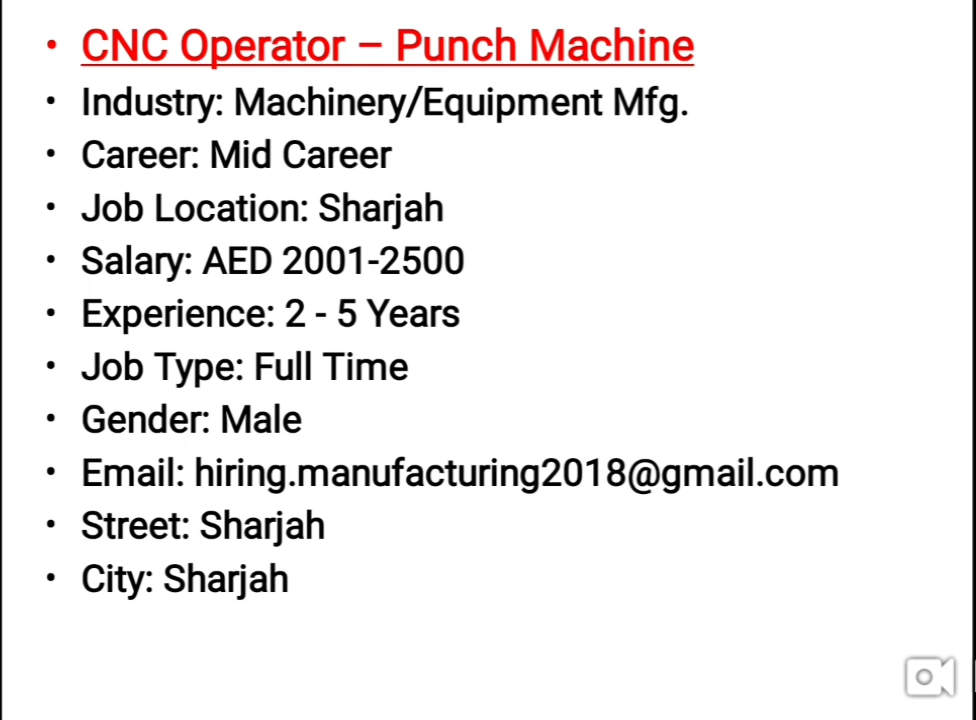 • CNC Operator – Punch Machine
• Industry: Machinery/Equipment Mfg.
• Career: Mid Career
• Job Location: Sharjah
• Salary: AED 2001-2500
• Experience: 2 - 5 Years
• Job Type: Full Time
• Gender: Male
• Email: hiring.manufacturing2018@gmail.com
• Street: Sharjah
• City: Sharjah